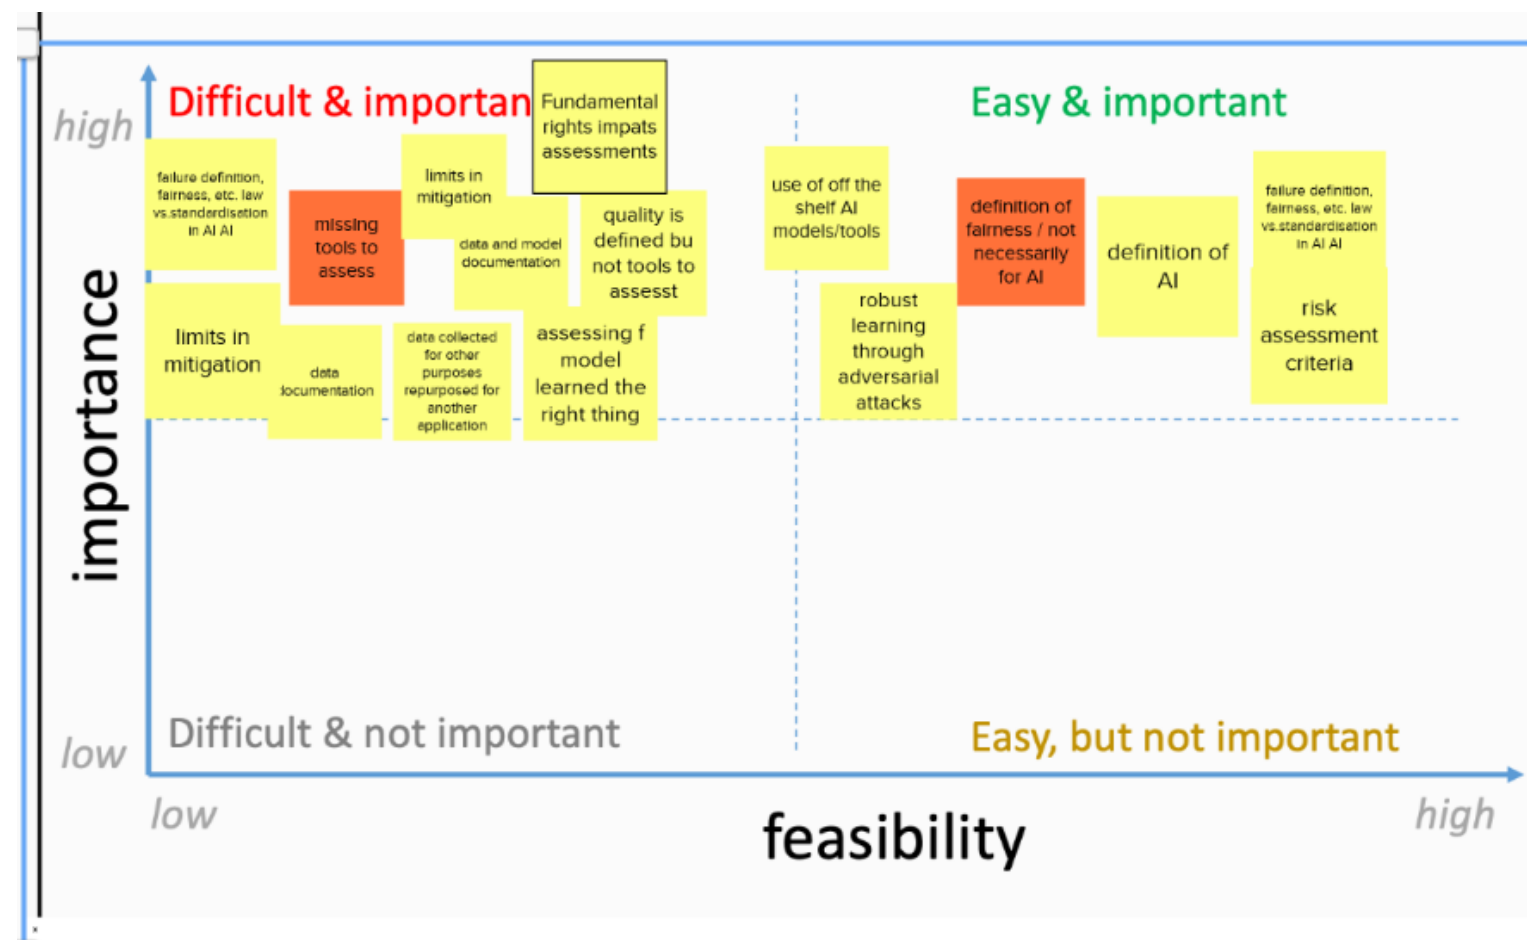 Difficult & importan
Easy & important
high
Fundamental
rights impats
assessments
failure definition,
fairness, etc. law
vs.standardisation
in AI AI
missing
tools to
assess
limits in
mitigation
data and model
documentation
quality is
defined bu
not tools to
assesst
use of off the
shelf AI
models/tools
definition of
fairness / not
necessarily
for AI
definition of
AI
failure definition,
fairness, etc. law
vs.standardisation
in AI AI
limits in
mitigation
data
documentation
data collected
for other
purposes
repurposed for
another
application
assessing f
model
learned the
right thing
robust
learning
through
adversarial
attacks
risk
assessment
criteria
importance
Difficult & not important
Easy, but not important
low
low
feasibility
high
x